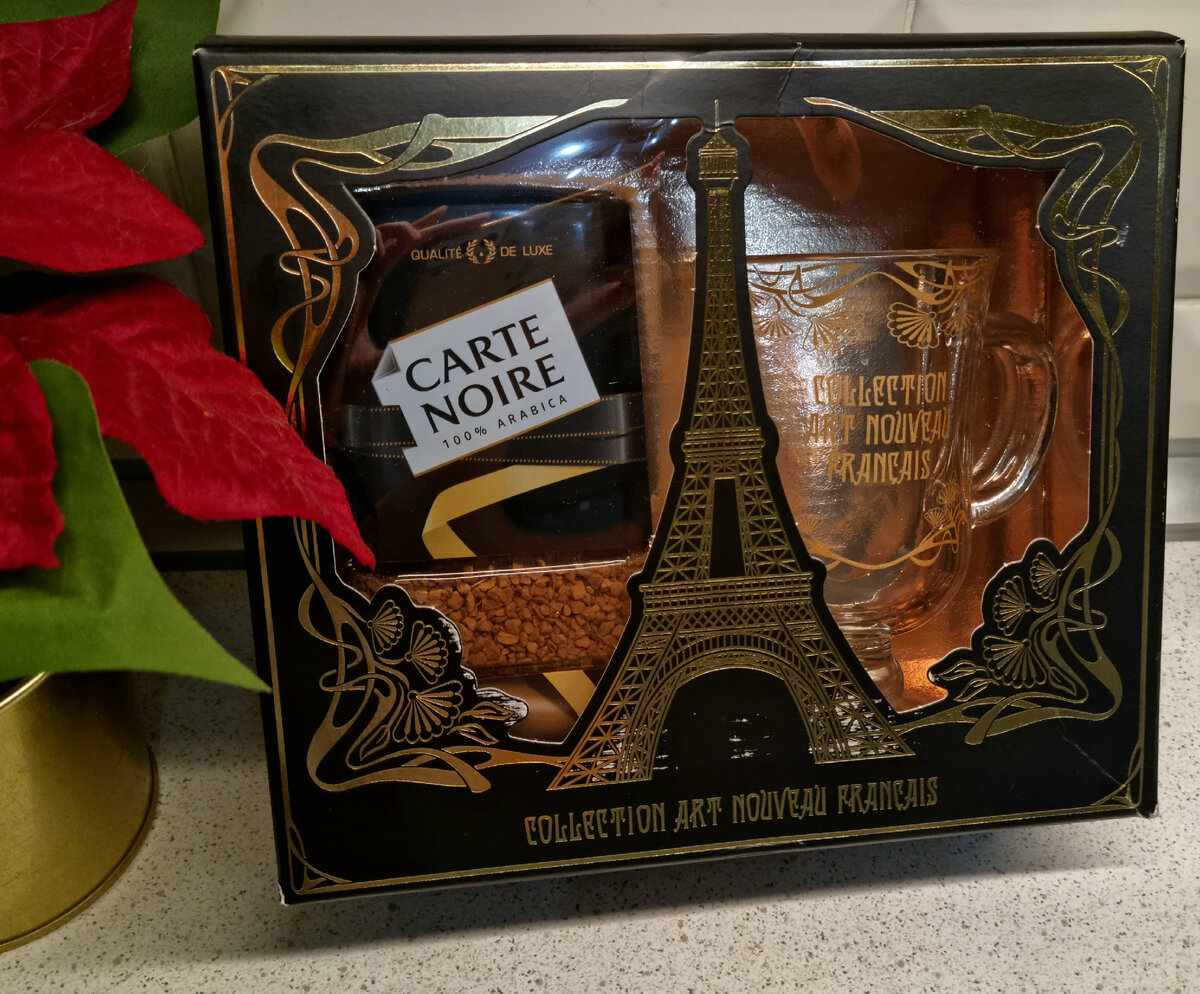 QUALITÉ DE LUXE
CARTE
NOIRE
100% ARABICA
COLLECTION
ART NOUVEAU
FRANÇAIS
COLLECTION ART NOUVEAU FRANÇAIS